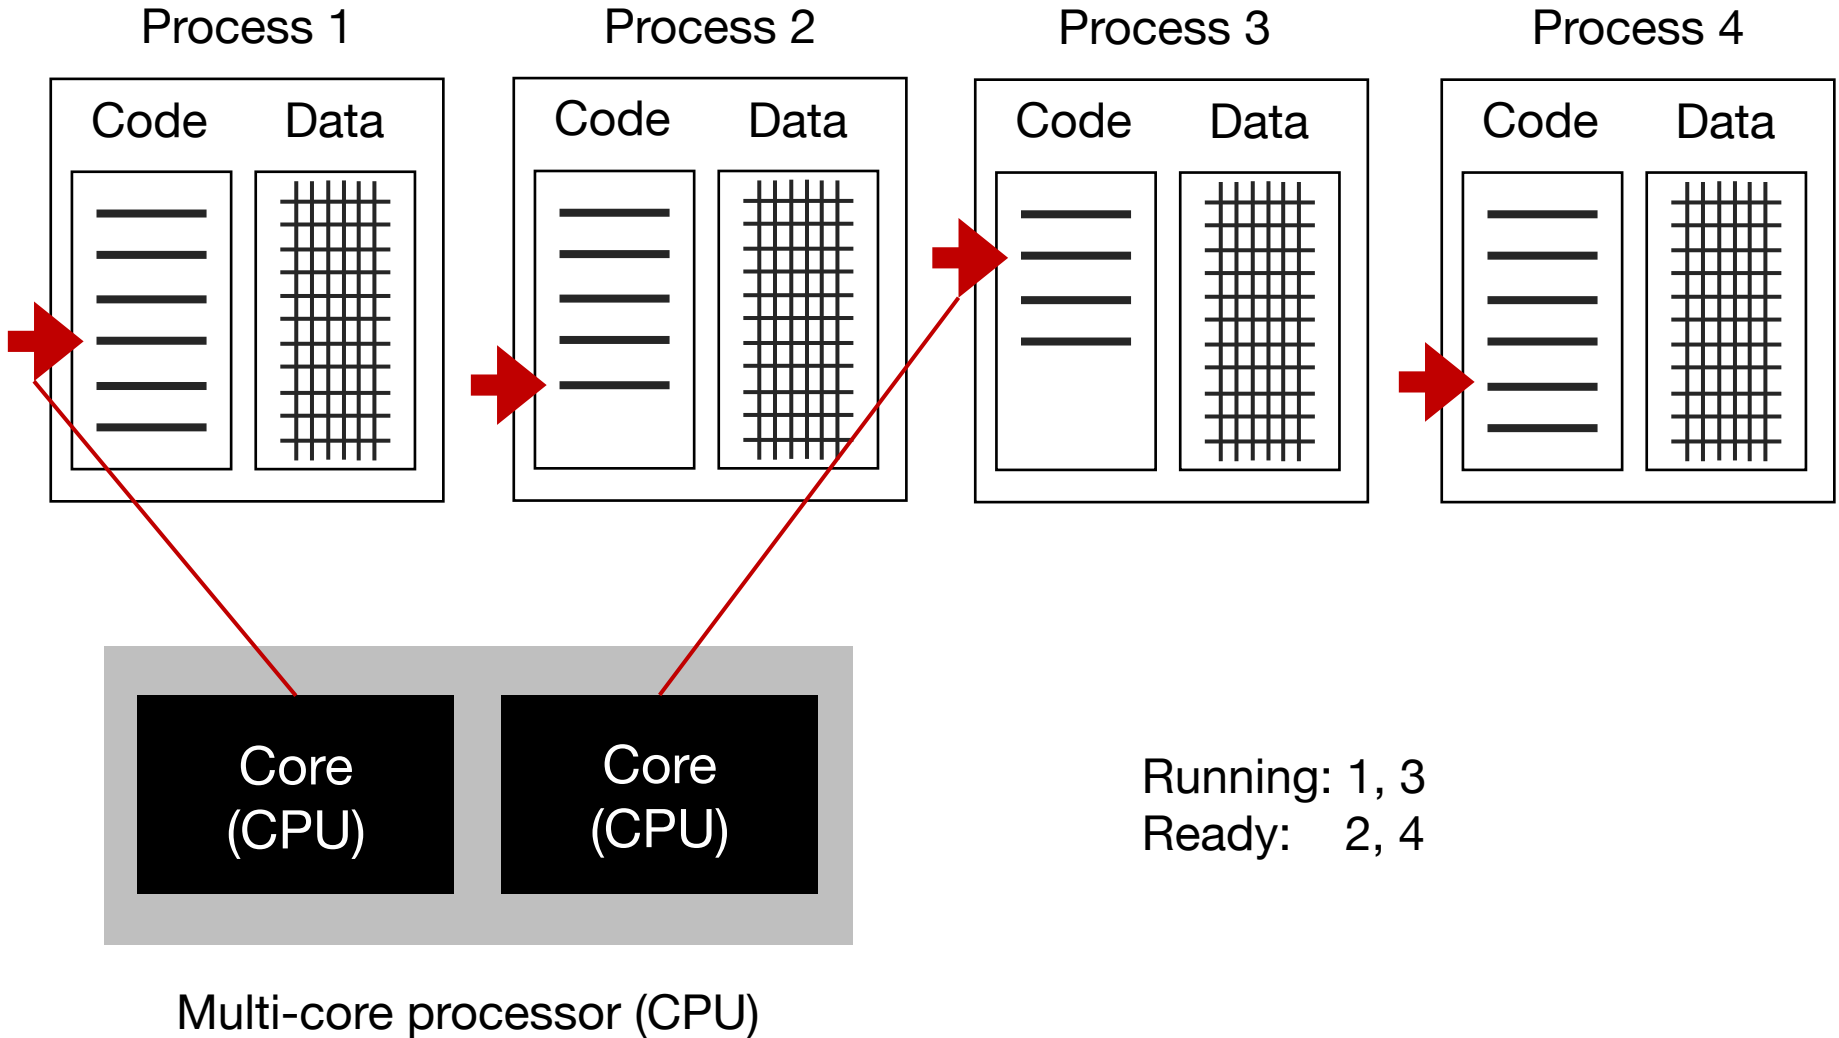 Process 1
Process 2
Process 3
Process 4
Code Data
Code Data
Code Data
Code Data
Core
(CPU)
Core
(CPU)
Running: 1, 3
Ready: 2, 4
Multi-core processor (CPU)